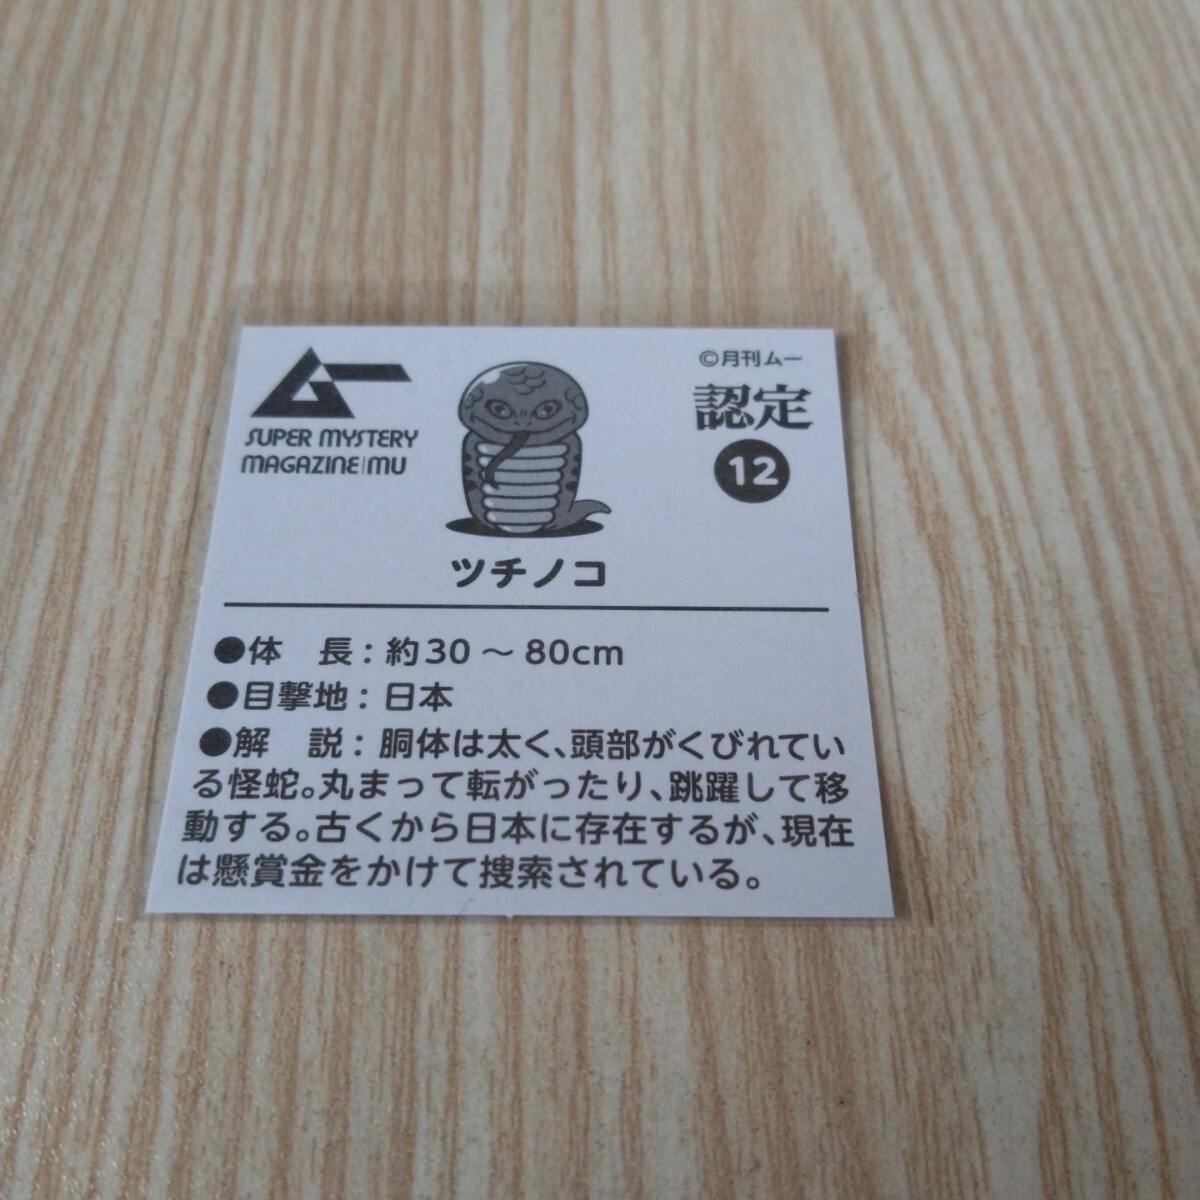 ムー
SUPER MYSTERY
MAGAZINE|MU
©月刊ムー
認定
12
ツチノコ
●体　長：約30～80cm
●目撃地：日本
●解　説：胴体は太く、頭部がくびれてい
る怪蛇。丸まって転がったり、跳躍して移
動する。古くから日本に存在するが、現在
は懸賞金をかけて捜索されている。